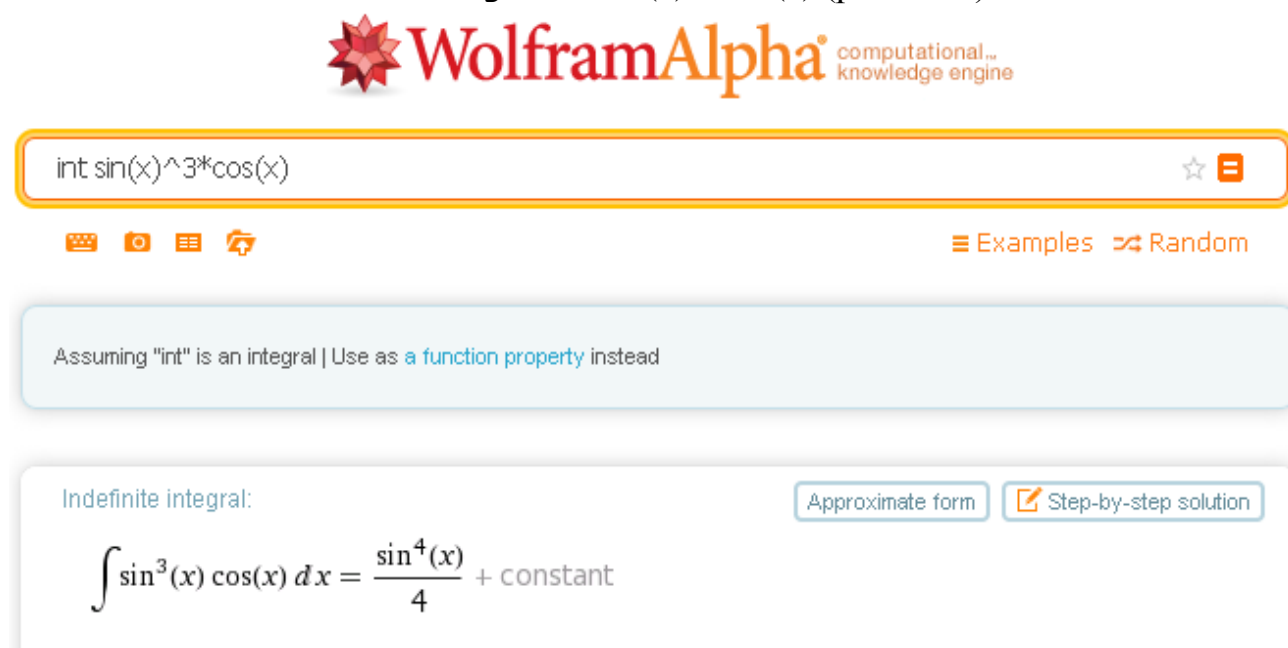 WolframAlpha computational... knowledge engine
int sin(x)^3*cos(x)
Examples Random
Assuming "int" is an integral | Use as a function property instead
Indefinite integral: Approximate form Step-by-step solution
∫sin³(x) cos(x) dx = sin⁴(x)/4 + constant